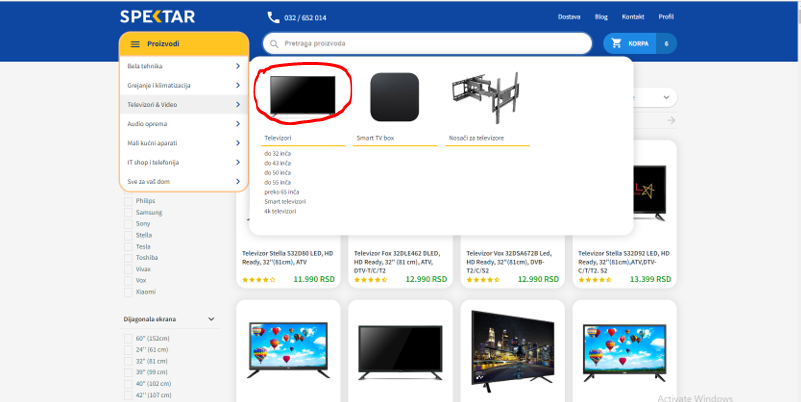 SPEKTAR
032 / 652 014
Dostava
Blog
Kontakt
Profil
Proizvodi
Pretraga proizvoda
KORPA
6
Bela tehnika
Grejanje i klimatizacija
Televizori & Video
Audio oprema
Mali kućni aparati
IT shop i telefonija
Sve za vaš dom
Televizori
do 32 inča
do 43 inča
do 50 inča
do 55 inča
preko 65 inča
Smart televizori
4k televizori
Smart TV box
Nosači za televizore
Philips
Samsung
Sony
Stella
Tesla
Toshiba
Vivax
Vox
Xiaomi
Dijagonala ekrana
60" (152cm)
24'' (61 cm)
32" (81 cm)
39" (99 cm)
40" (102 cm)
42'' (107 cm)
Televizor Stella S32D80 LED, HD
Ready, 32''(81cm), ATV
11.990 RSD
Televizor Fox 32DLE462 DLED,
HD Ready, 32'' (81 cm), ATV,
DTV-T/C/T2
12.990 RSD
Televizor Vox 32DSA672B Led,
HD Ready, 32"(81cm), DVB-
T2/C/S2
12.990 RSD
Televizor Stella S32D92 LED, HD
Ready, 32''(81cm),ATV,DTV-
C/T/T2. S2
13.399 RSD
Activate Windows